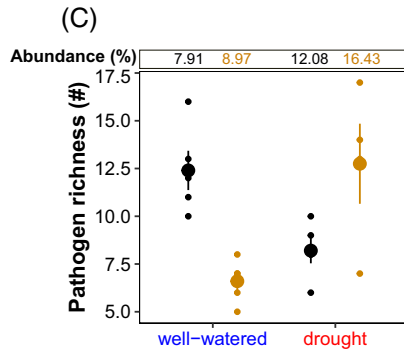 (C)
Abundance (%) 7.91 8.97 12.08 16.43
Pathogen richness (#)
17.5
15.0
12.5
10.0
7.5
5.0
well−watered drought